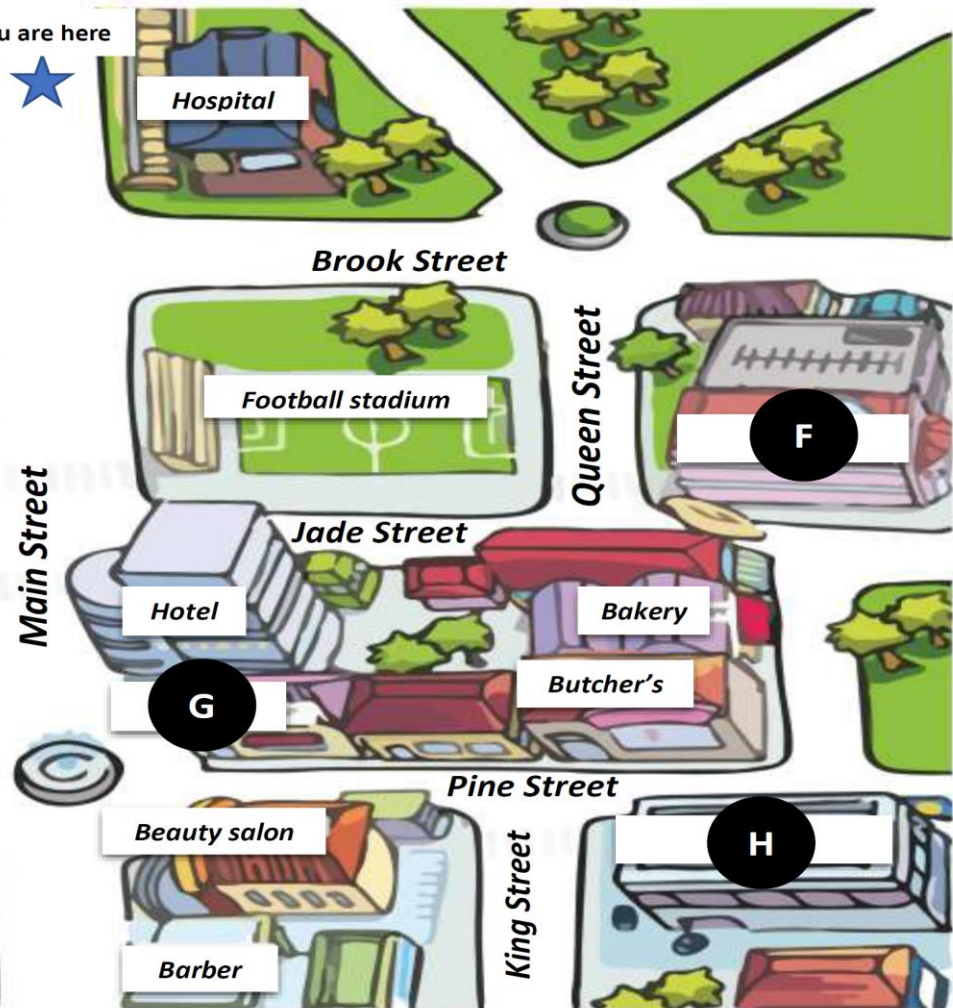 u are here
Hospital
Brook Street
Football stadium
Queen Street
F
Main Street
Jade Street
Hotel
Bakery
Butcher's
G
Pine Street
Beauty salon
H
King Street
Barber